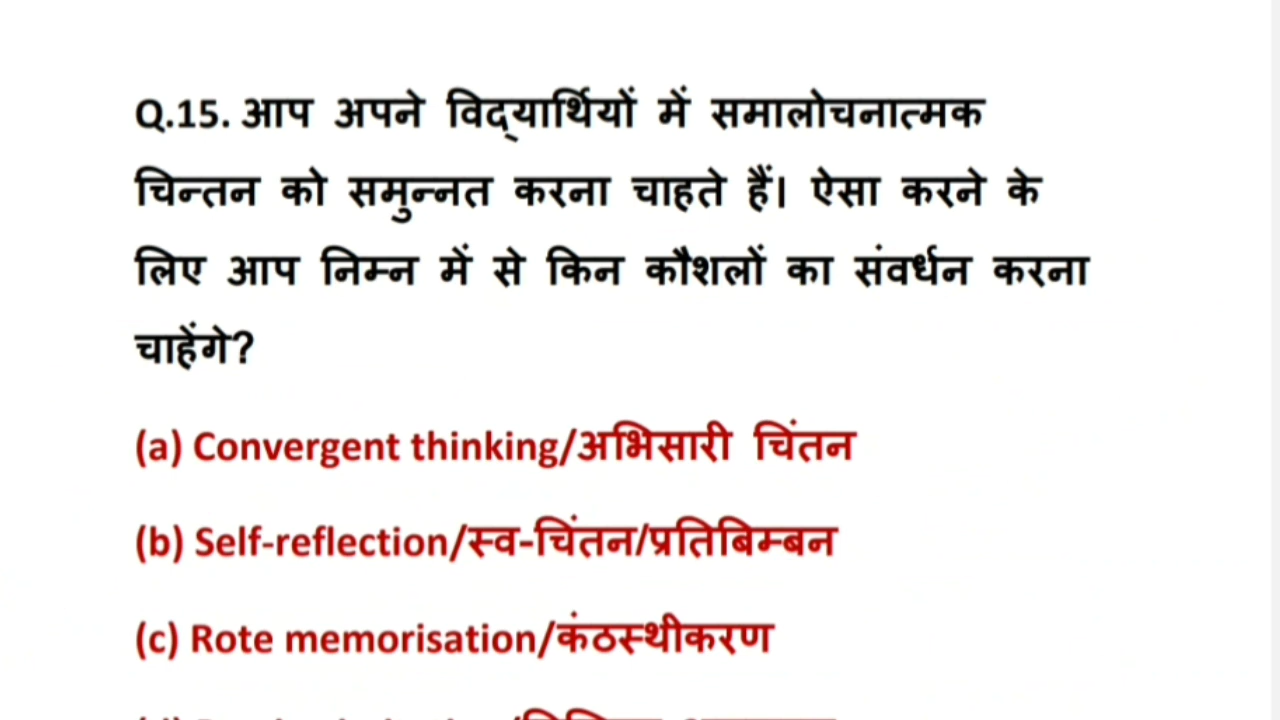 Q.15. आप अपने विद्यार्थियों में समालोचनात्मक
चिन्तन को समुन्नत करना चाहते हैं। ऐसा करने के
लिए आप निम्न में से किन कौशलों का संवर्धन करना
चाहेंगे?
(a) Convergent thinking/अभिसारी चिंतन
(b) Self-reflection/स्व-चिंतन/प्रतिबिम्बन
(c) Rote memorisation/कंठस्थीकरण